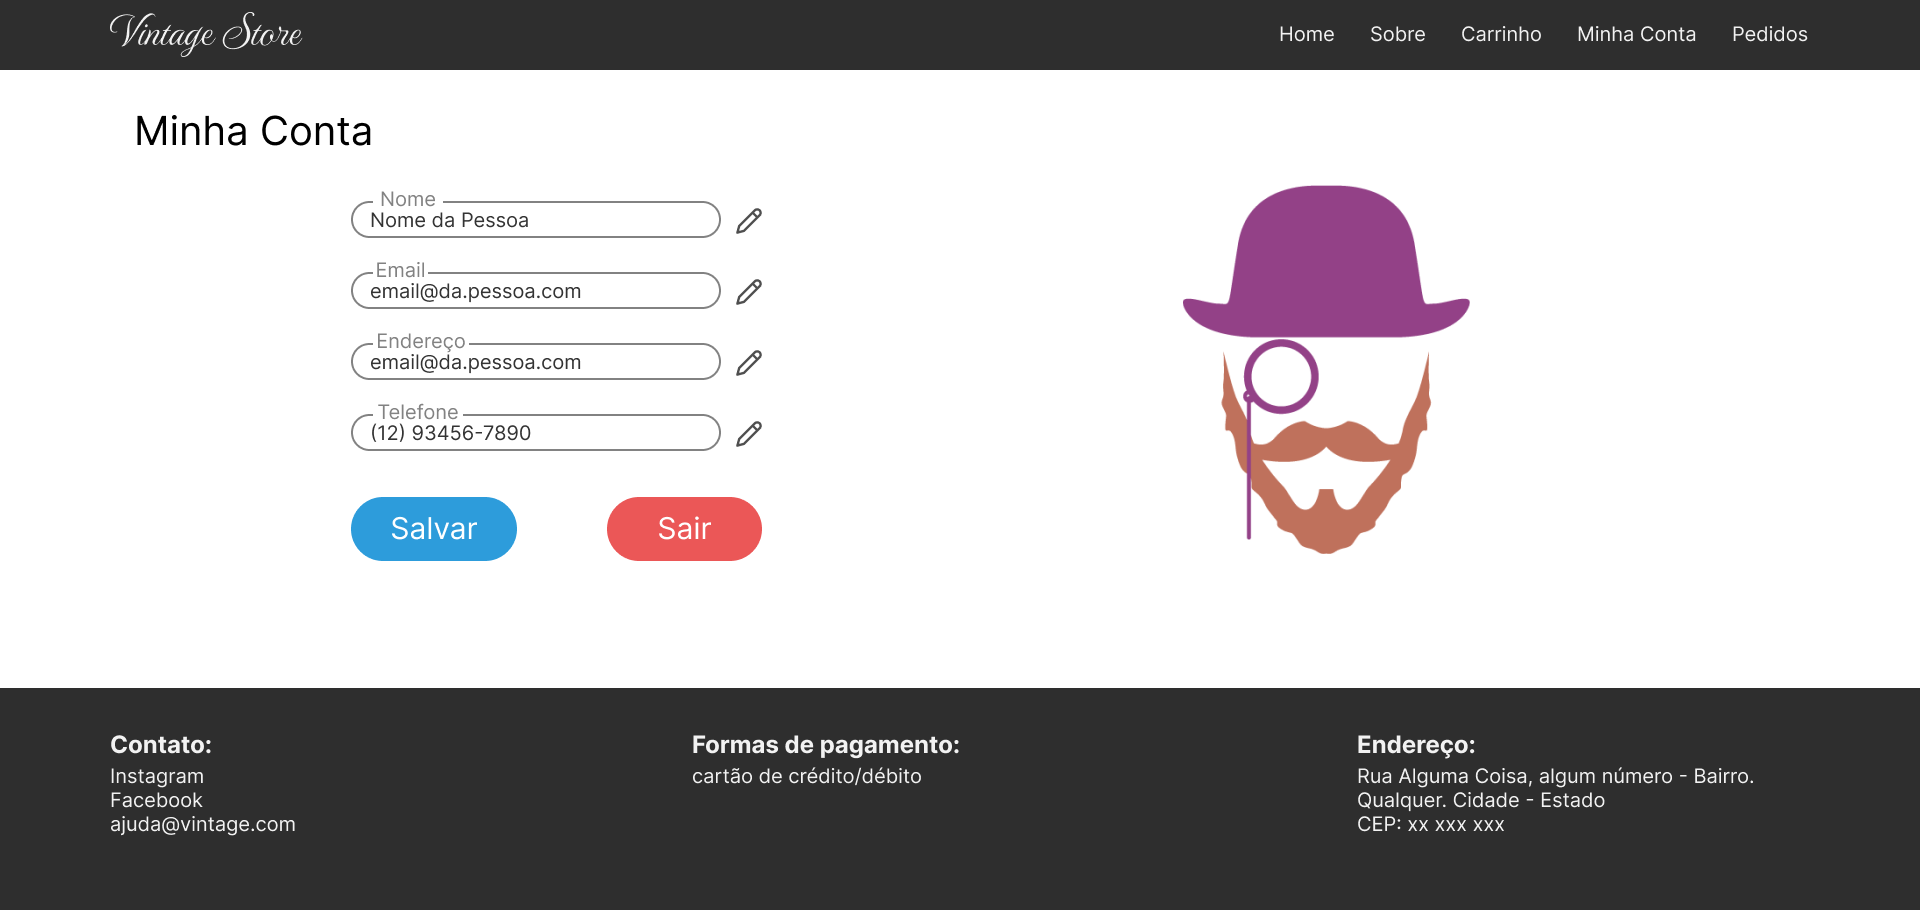 Vintage Store
Home Sobre Carrinho Minha Conta Pedidos
Minha Conta
Nome
Nome da Pessoa
Email
email@da.pessoa.com
Endereço
email@da.pessoa.com
Telefone
(12) 93456-7890
Salvar Sair
Contato:
Instagram
Facebook
ajuda@vintage.com
Formas de pagamento:
cartão de crédito/débito
Endereço:
Rua Alguma Coisa, algum número - Bairro.
Qualquer. Cidade - Estado
CEP: xx xxx xxx